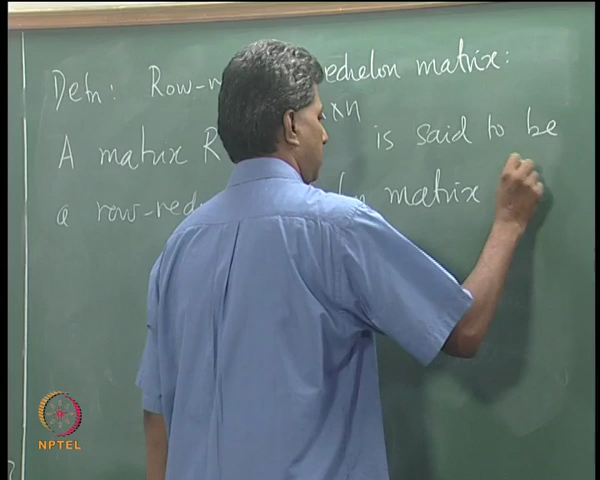 Defn: Row- echelon matrix:
A matrix R ×n is said to be
a row-red matrix
NPTEL